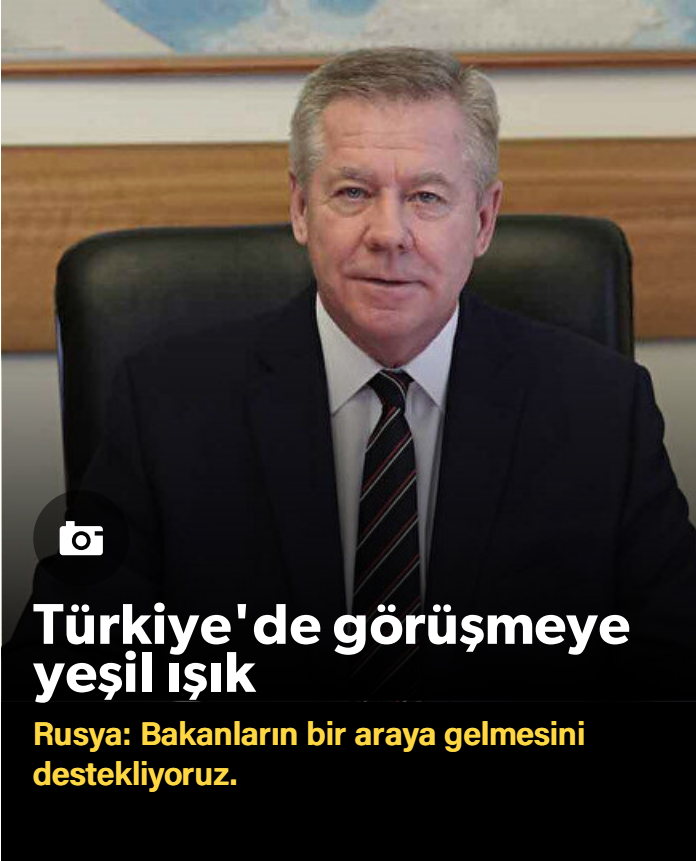 Türkiye'de görüşmeye
yeşil ışık
Rusya: Bakanların bir araya gelmesini
destekliyoruz.